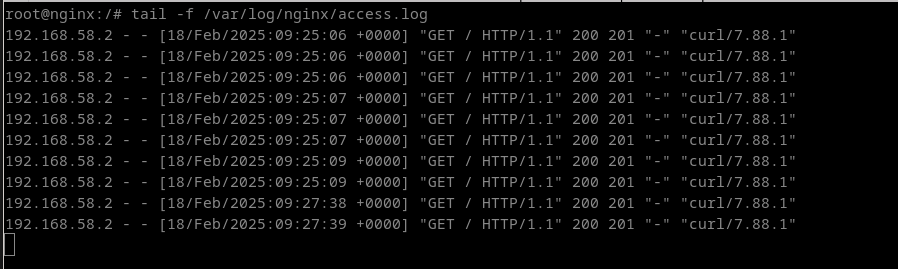 root@nginx:/# tail -f /var/log/nginx/access.log
192.168.58.2 - - [18/Feb/2025:09:25:06 +0000] "GET / HTTP/1.1" 200 201 "-" "curl/7.88.1"
192.168.58.2 - - [18/Feb/2025:09:25:06 +0000] "GET / HTTP/1.1" 200 201 "-" "curl/7.88.1"
192.168.58.2 - - [18/Feb/2025:09:25:06 +0000] "GET / HTTP/1.1" 200 201 "-" "curl/7.88.1"
192.168.58.2 - - [18/Feb/2025:09:25:07 +0000] "GET / HTTP/1.1" 200 201 "-" "curl/7.88.1"
192.168.58.2 - - [18/Feb/2025:09:25:07 +0000] "GET / HTTP/1.1" 200 201 "-" "curl/7.88.1"
192.168.58.2 - - [18/Feb/2025:09:25:07 +0000] "GET / HTTP/1.1" 200 201 "-" "curl/7.88.1"
192.168.58.2 - - [18/Feb/2025:09:25:09 +0000] "GET / HTTP/1.1" 200 201 "-" "curl/7.88.1"
192.168.58.2 - - [18/Feb/2025:09:25:09 +0000] "GET / HTTP/1.1" 200 201 "-" "curl/7.88.1"
192.168.58.2 - - [18/Feb/2025:09:27:38 +0000] "GET / HTTP/1.1" 200 201 "-" "curl/7.88.1"
192.168.58.2 - - [18/Feb/2025:09:27:39 +0000] "GET / HTTP/1.1" 200 201 "-" "curl/7.88.1"